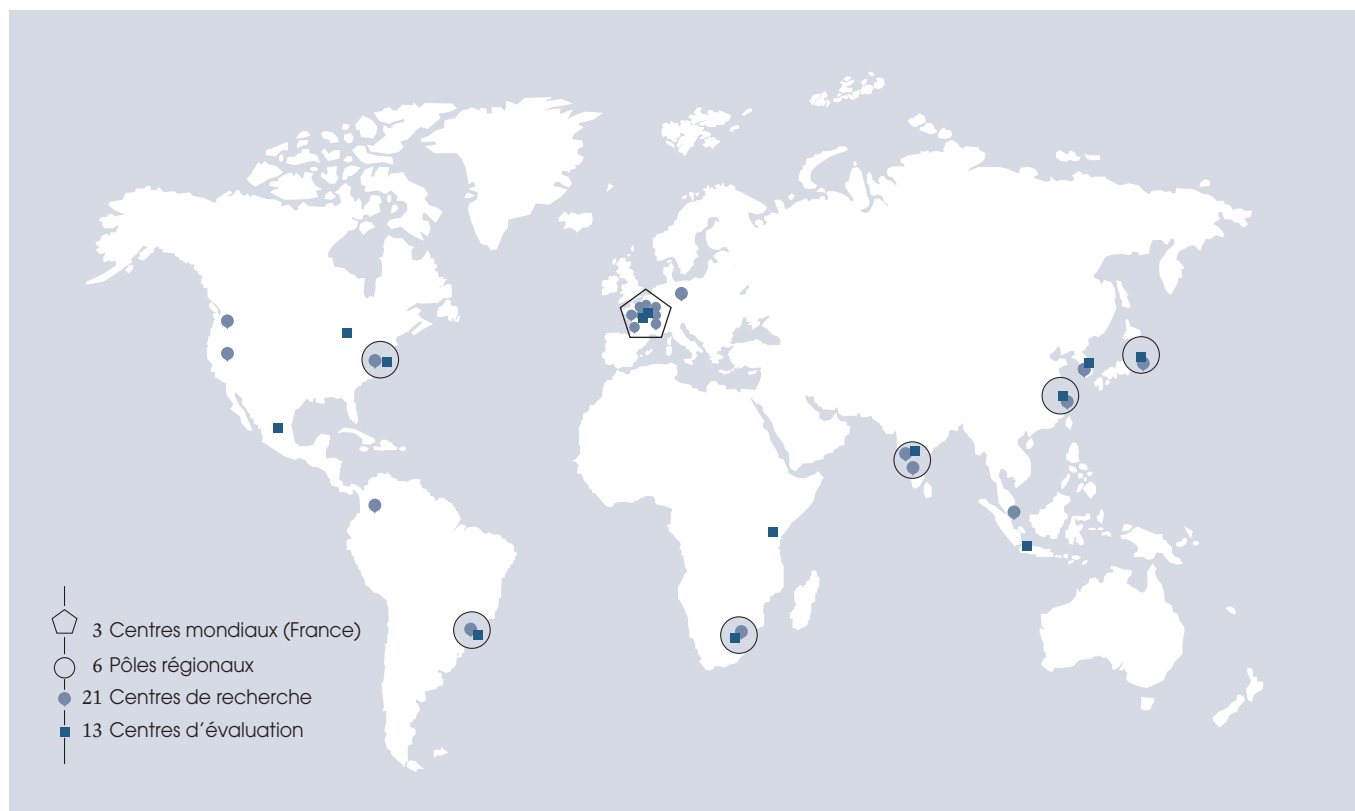 3 Centres mondiaux (France)
6 Pôles régionaux
21 Centres de recherche
13 Centres d’évaluation